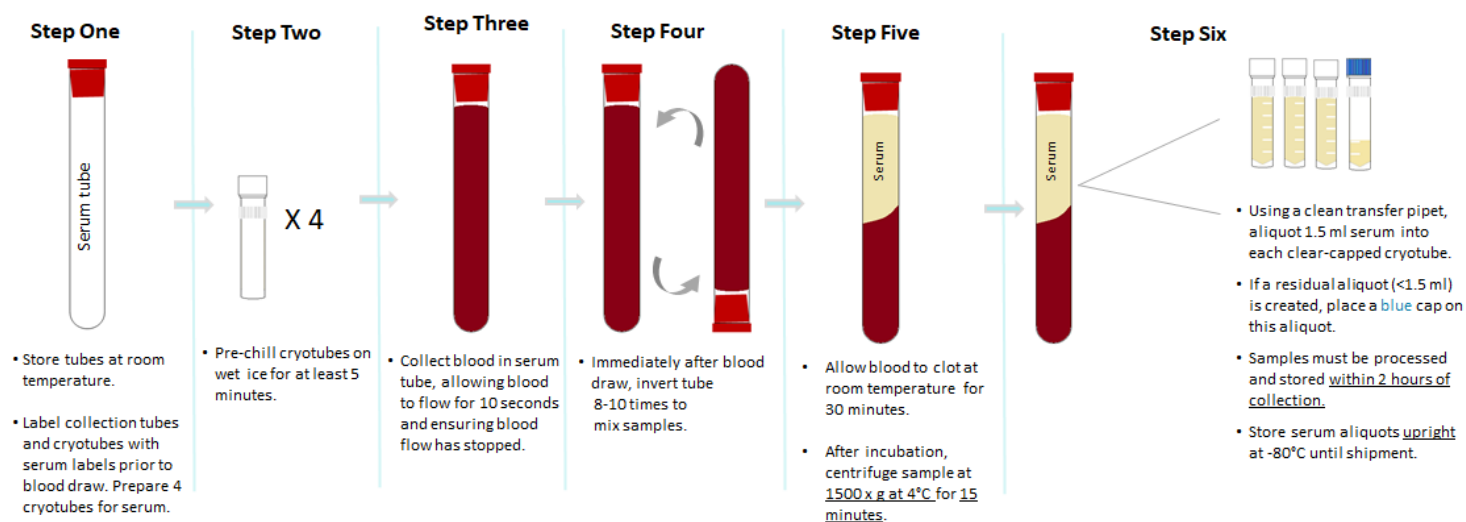 Step One
Serum tube
• Store tubes at room
temperature.
• Label collection tubes
and cryotubes with
serum labels prior to
blood draw. Prepare 4
cryotubes for serum.
Step Two
X 4
• Pre-chill cryotubes on
wet ice for at least 5
minutes.
Step Three
• Collect blood in serum
tube, allowing blood
to flow for 10 seconds
and ensuring blood
flow has stopped.
Step Four
• Immediately after blood
draw, invert tube
8-10 times to
mix samples.
Step Five
Serum
• Allow blood to clot at
room temperature for
30 minutes.
• After incubation,
centrifuge sample at
1500 x g at 4°C for 15
minutes.
Step Six
Serum
• Using a clean transfer pipet,
aliquot 1.5 ml serum into
each clear-capped cryotube.
• If a residual aliquot (<1.5 ml)
is created, place a blue cap on
this aliquot.
• Samples must be processed
and stored within 2 hours of
collection.
• Store serum aliquots upright
at -80°C until shipment.